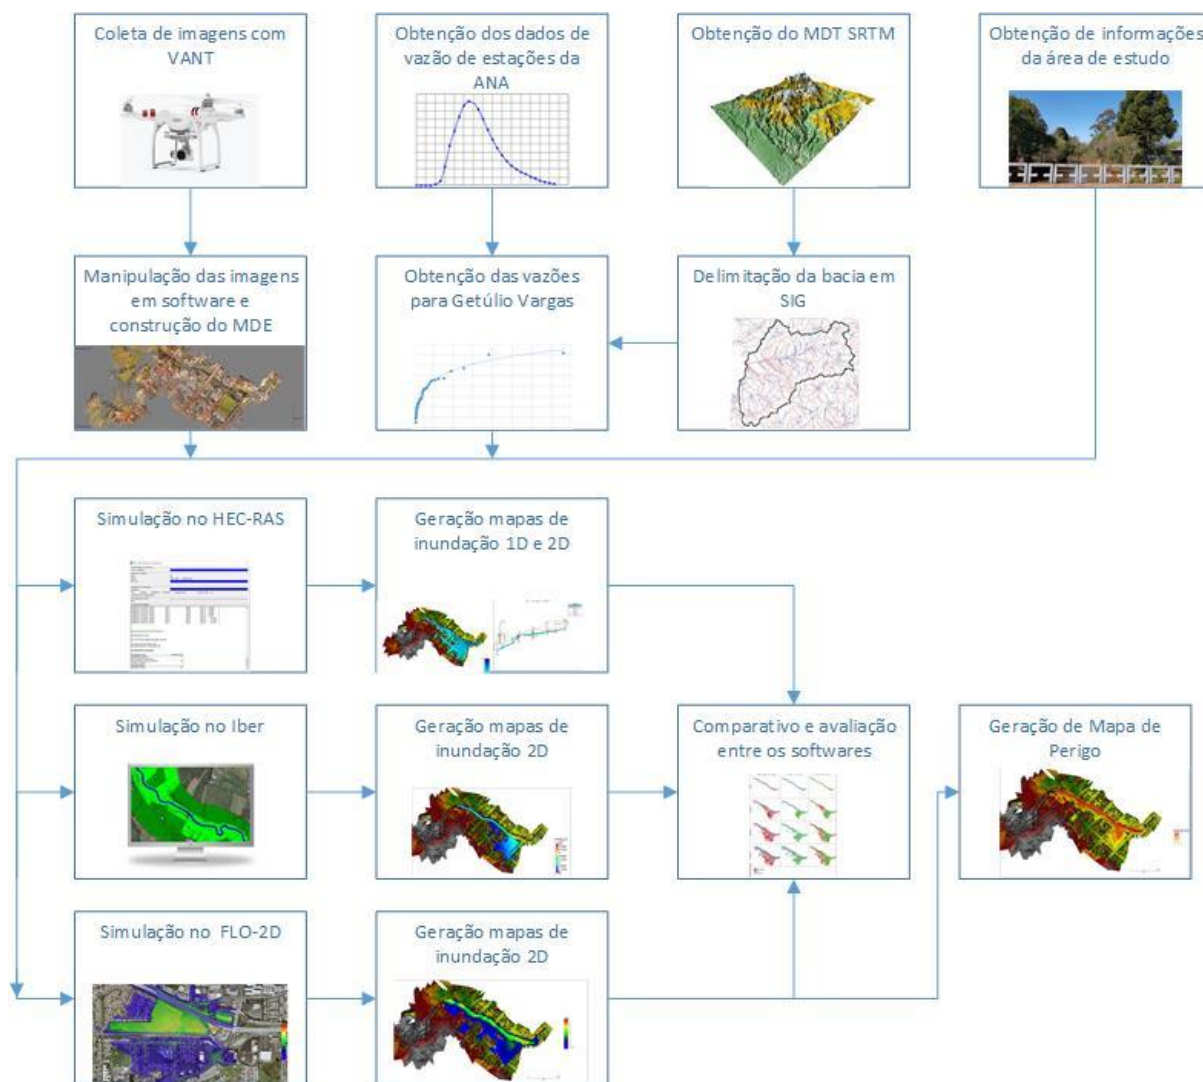 Coleta de imagens com
VANT
Obtenção dos dados de
vazão de estações da
ANA
Obtenção do MDT SRTM
Obtenção de informações
da área de estudo
Manipulação das imagens
em software e
construção do MDE
Obtenção das vazões
para Getúlio Vargas
Delimitação da bacia em
SIG
Simulação no HEC-RAS
Geração mapas de
inundação 1D e 2D
Simulação no Iber
Geração mapas de
inundação 2D
Comparativo e avaliação
entre os softwares
Geração de Mapa de
Perigo
Simulação no FLO-2D
Geração mapas de
inundação 2D